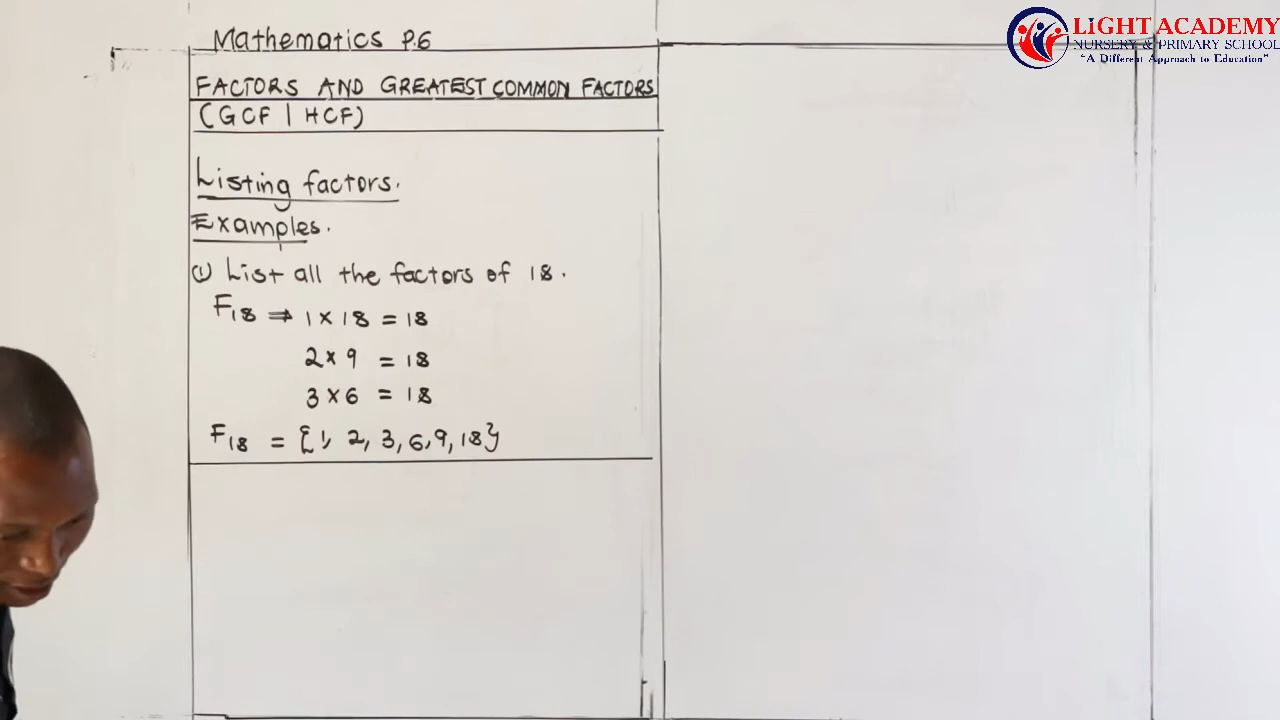 Mathematics P.6
LiGHT ACADEMY
NURSERY & PRIMARY SCHOOL
"A Different Approach to Education"
FACTORS AND GREATEST COMMON FACTORS
(GCF | HCF)
Listing factors.
Examples.
① List all the factors of 18.
F₁₈ ⇒ 1 × 18 = 18
2 × 9 = 18
3 × 6 = 18
F₁₈ = {1, 2, 3, 6, 9, 18}